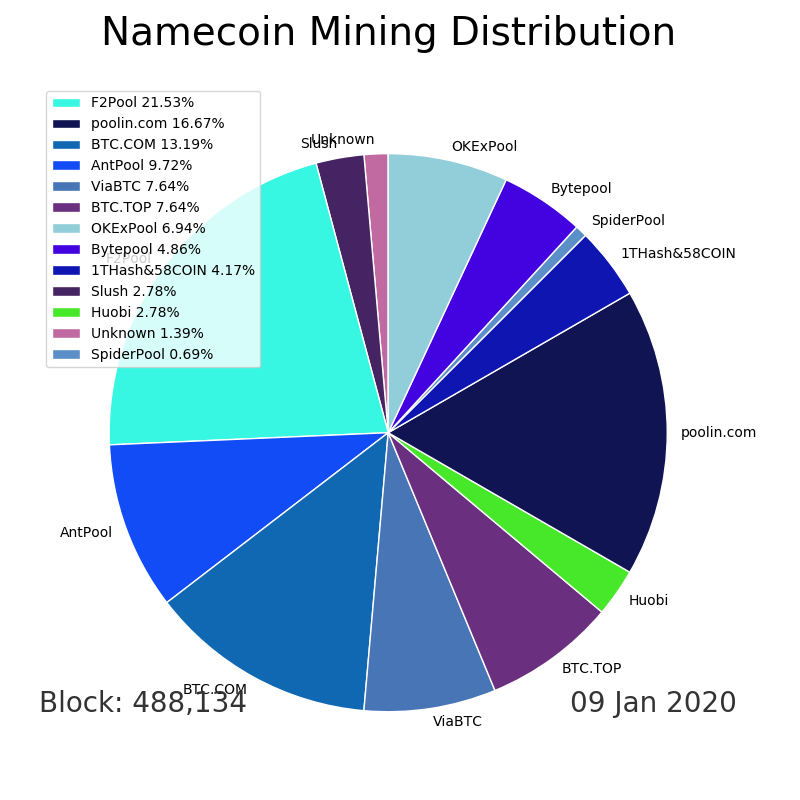 Namecoin Mining Distribution
F2Pool 21.53%
poolin.com 16.67%
BTC.COM 13.19%
AntPool 9.72%
ViaBTC 7.64%
BTC.TOP 7.64%
OKExPool 6.94%
Bytepool 4.86%
1THash&58COIN 4.17%
Slush 2.78%
Huobi 2.78%
Unknown 1.39%
SpiderPool 0.69%
Unknown
Slush
OKExPool
Bytepool
SpiderPool
1THash&58COIN
F2Pool
poolin.com
AntPool
Huobi
BTC.TOP
BTC.COM
ViaBTC
Block: 488,134
09 Jan 2020